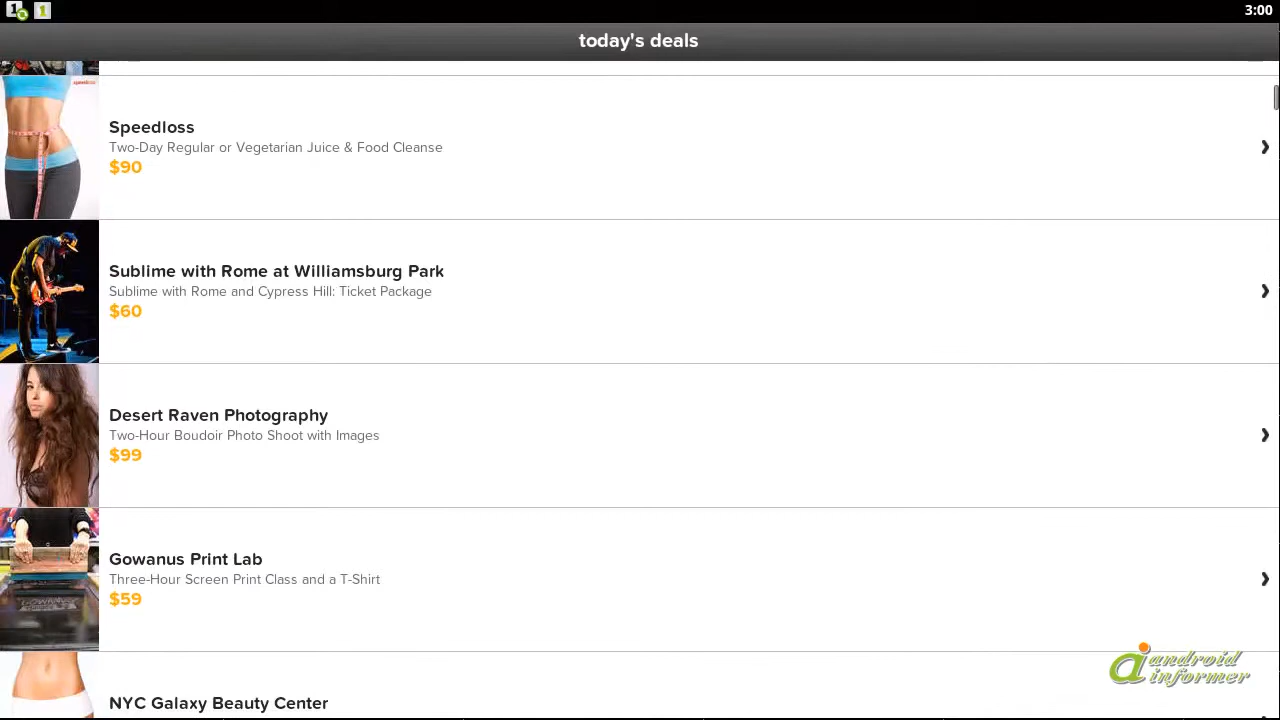 1 1 3:00
today's deals
Speedloss
Two-Day Regular or Vegetarian Juice & Food Cleanse
$90
Sublime with Rome at Williamsburg Park
Sublime with Rome and Cypress Hill: Ticket Package
$60
Desert Raven Photography
Two-Hour Boudoir Photo Shoot with Images
$99
Gowanus Print Lab
Three-Hour Screen Print Class and a T-Shirt
$59
NYC Galaxy Beauty Center
android
informer